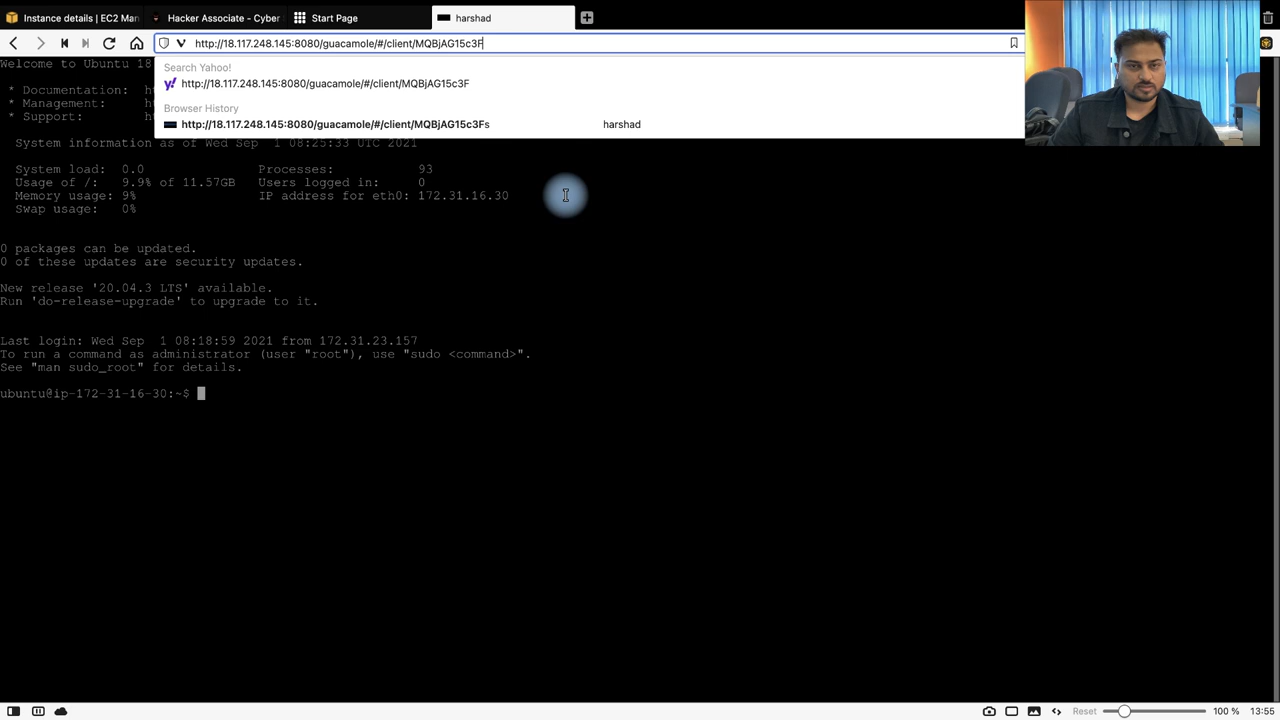 Instance details | EC2 Man
Hacker Associate - Cyber
Start Page
harshad
http://18.117.248.145:8080/guacamole/#/client/MQBjAG15c3F
Search Yahoo!
http://18.117.248.145:8080/guacamole/#/client/MQBjAG15c3F
Browser History
http://18.117.248.145:8080/guacamole/#/client/MQBjAG15c3Fs harshad
Welcome to Ubuntu 18
* Documentation: h
* Management: h
* Support: h
System information as of Wed Sep 1 08:25:33 UTC 2021
System load: 0.0 Processes: 93
Usage of /: 9.9% of 11.57GB Users logged in: 0
Memory usage: 9% IP address for eth0: 172.31.16.30
Swap usage: 0%
0 packages can be updated.
0 of these updates are security updates.
New release '20.04.3 LTS' available.
Run 'do-release-upgrade' to upgrade to it.
Last login: Wed Sep 1 08:18:59 2021 from 172.31.23.157
To run a command as administrator (user "root"), use "sudo <command>".
See "man sudo_root" for details.
ubuntu@ip-172-31-16-30:~$
Reset 100 % 13:55